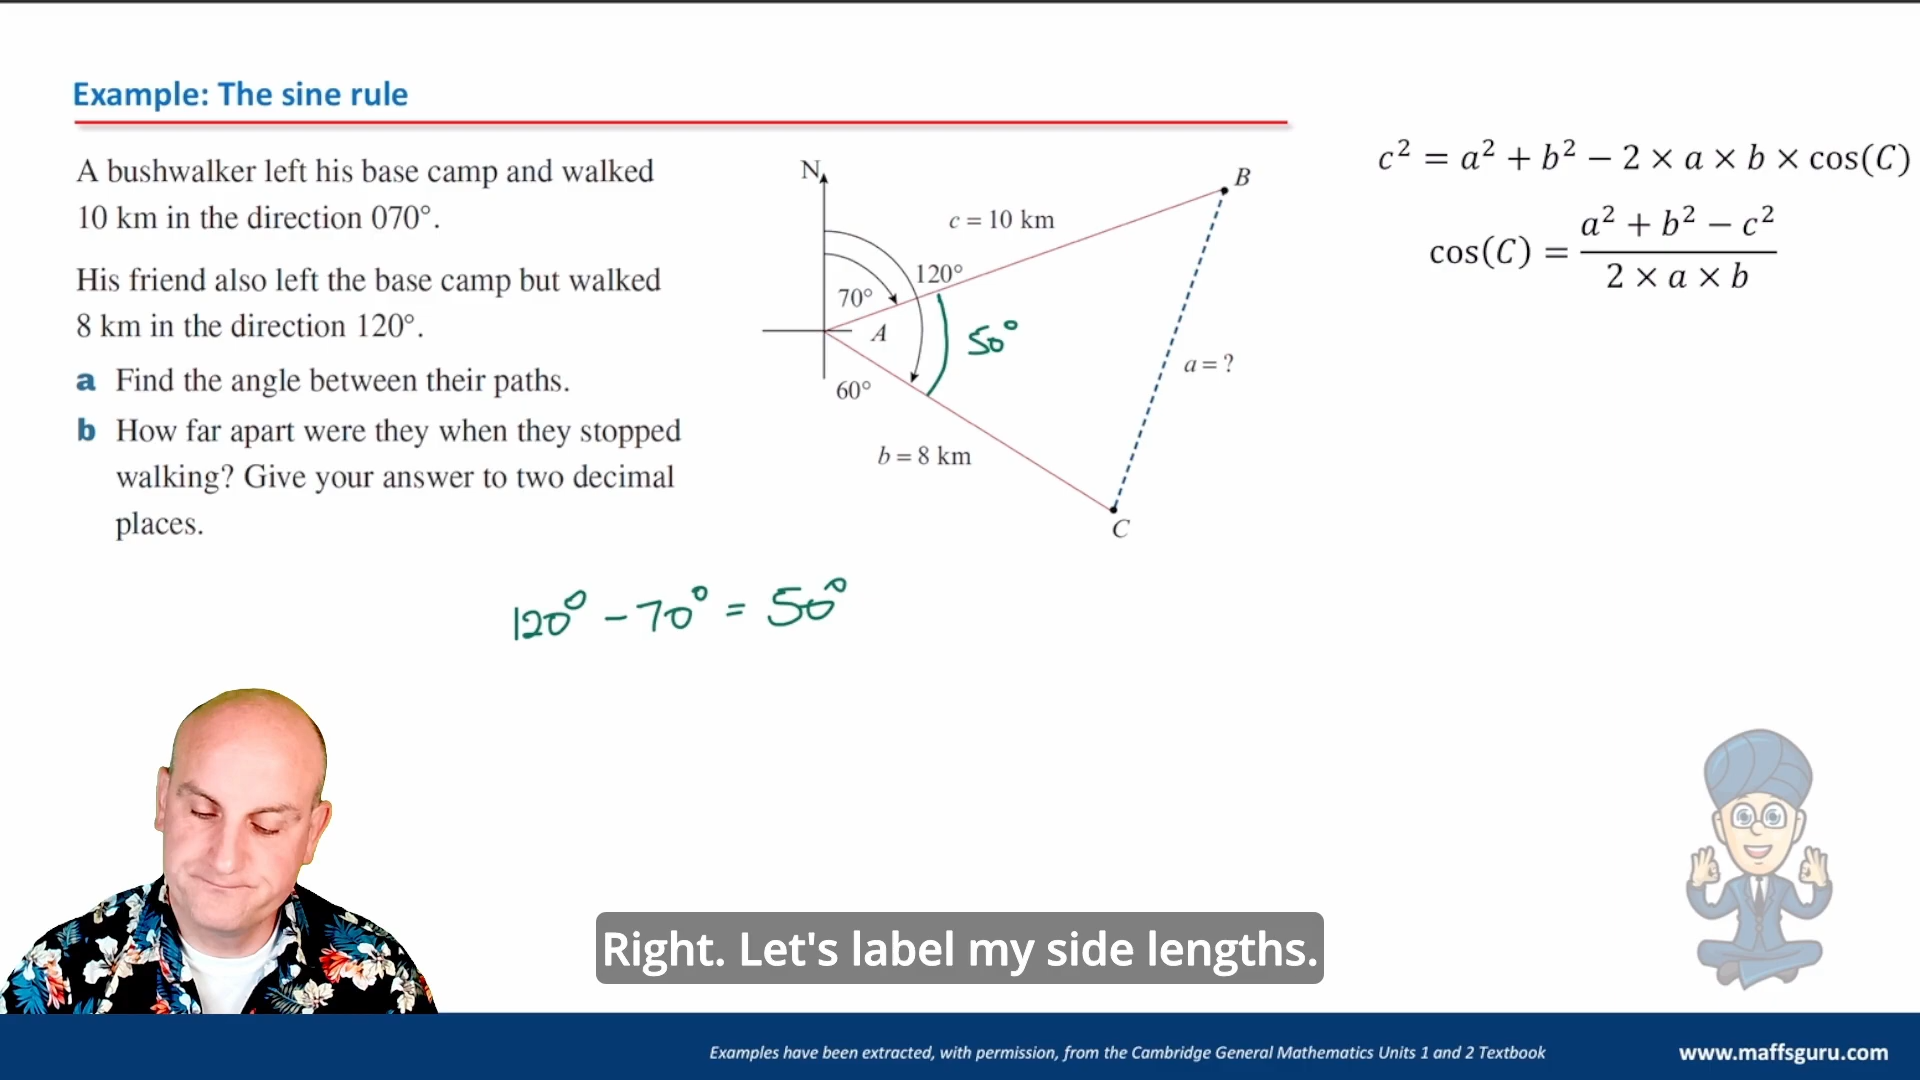 Example: The sine rule
A bushwalker left his base camp and walked
10 km in the direction 070°.
His friend also left the base camp but walked
8 km in the direction 120°.
a Find the angle between their paths.
b How far apart were they when they stopped
walking? Give your answer to two decimal
places.
N
B
c = 10 km
120°
70°
A
50°
60°
a = ?
b = 8 km
C
c² = a² + b² − 2 × a × b × cos(C)
cos(C) = (a² + b² − c²) / (2 × a × b)
120° − 70° = 50°
Right. Let's label my side lengths.
Examples have been extracted, with permission, from the Cambridge General Mathematics Units 1 and 2 Textbook
www.maffsguru.com